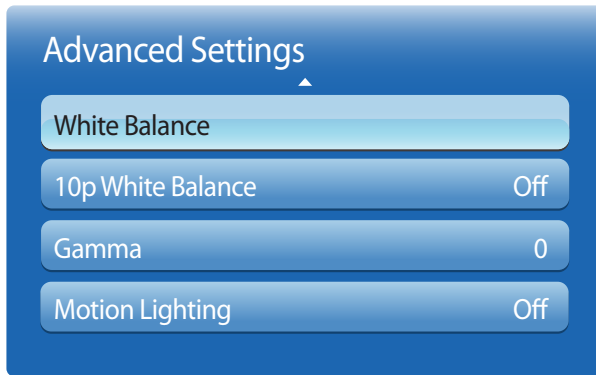 Advanced Settings
White Balance
10p White Balance Off
Gamma 0
Motion Lighting Off